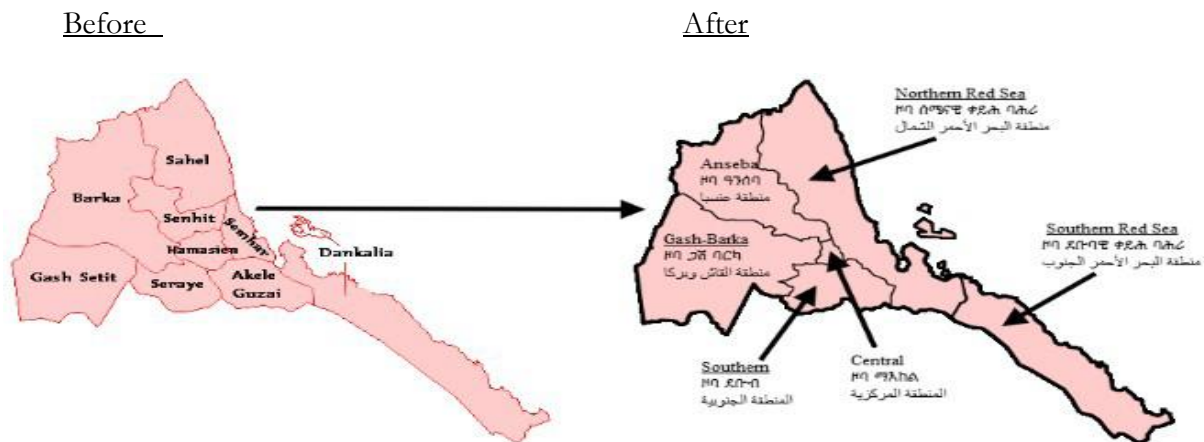 Before
After
Sahel
Barka
Senhit
Semhar
Hamasien
Dankalia
Gash Setit
Seraye
Akele
Guzai
Northern Red Sea
ዞባ ሰሜናዊ ቀይሕ ባሕሪ
منطقة البحر الأحمر الشمال
Anseba
ዞባ ዓንሰባ
منطقة عنسبا
Southern Red Sea
ዞባ ደቡባዊ ቀይሕ ባሕሪ
منطقة البحر الأحمر الجنوب
Gash-Barka
ዞባ ጋሽ ባርካ
منطقة القاش وبركا
Southern
ዞባ ደቡብ
المنطقة الجنوبية
Central
ዞባ ማእከል
المنطقة المركزية